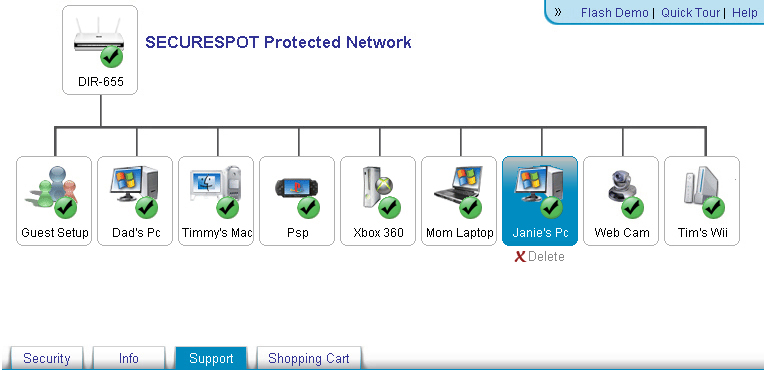 » Flash Demo | Quick Tour | Help
SECURESPOT Protected Network
DIR-655
Guest Setup Dad's Pc Timmy's Mac Psp Xbox 360 Mom Laptop Janie's Pc Web Cam Tim's Wii
X Delete
Security Info Support Shopping Cart